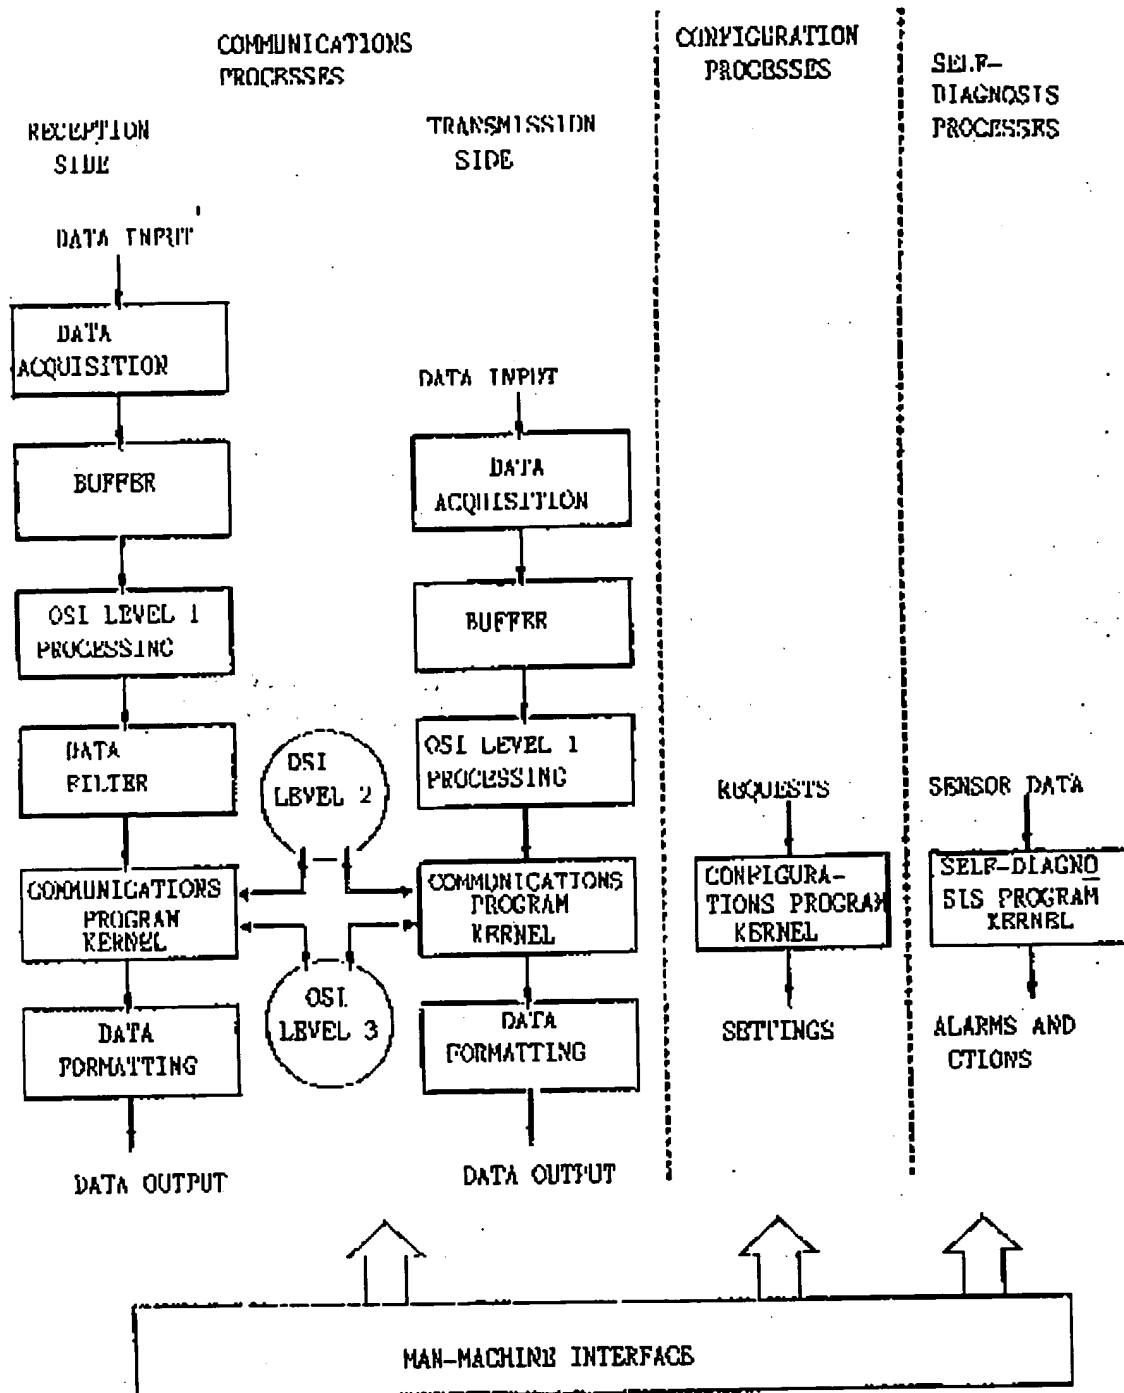 COMMUNICATIONS
PROCESSES
CONFIGURATION
PROCESSES
SELF-
DIAGNOSIS
PROCESSES
RECEPTION
SIDE
TRANSMISSION
SIDE
DATA INPUT
DATA
ACQUISITION
BUFFER
OSI LEVEL 1
PROCESSING
DATA
FILTER
COMMUNICATIONS
PROGRAM
KERNEL
DATA
FORMATTING
DATA OUTPUT
OSI
LEVEL 2
OSI
LEVEL 3
DATA INPUT
DATA
ACQUISITION
BUFFER
OSI LEVEL 1
PROCESSING
COMMUNICATIONS
PROGRAM
KERNEL
DATA
FORMATTING
DATA OUTPUT
REQUESTS
CONFIGURA-
TIONS PROGRAM
KERNEL
SETTINGS
SENSOR DATA
SELF-DIAGNO
SIS PROGRAM
KERNEL
ALARMS AND
CTIONS
MAN-MACHINE INTERFACE